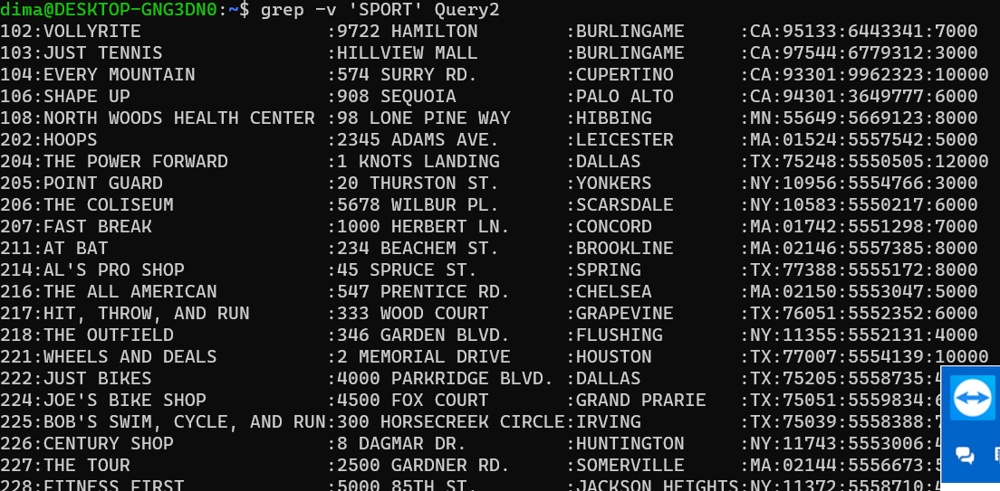 dima@DESKTOP-GNG3DN0:~$ grep -v 'SPORT' Query2
102:VOLLYRITE                 :9722 HAMILTON        :BURLINGAME     :CA:95133:6443341:7000
103:JUST TENNIS               :HILLVIEW MALL        :BURLINGAME     :CA:97544:6779312:3000
104:EVERY MOUNTAIN            :574 SURRY RD.        :CUPERTINO      :CA:93301:9962323:10000
106:SHAPE UP                  :908 SEQUOIA          :PALO ALTO      :CA:94301:3649777:6000
108:NORTH WOODS HEALTH CENTER :98 LONE PINE WAY     :HIBBING        :MN:55649:5669123:8000
202:HOOPS                     :2345 ADAMS AVE.      :LEICESTER      :MA:01524:5557542:5000
204:THE POWER FORWARD         :1 KNOTS LANDING      :DALLAS         :TX:75248:5550505:12000
205:POINT GUARD               :20 THURSTON ST.      :YONKERS        :NY:10956:5554766:3000
206:THE COLISEUM              :5678 WILBUR PL.      :SCARSDALE      :NY:10583:5550217:6000
207:FAST BREAK                :1000 HERBERT LN.     :CONCORD        :MA:01742:5551298:7000
211:AT BAT                    :234 BEACHEM ST.      :BROOKLINE      :MA:02146:5557385:8000
214:AL'S PRO SHOP             :45 SPRUCE ST.        :SPRING         :TX:77388:5555172:8000
216:THE ALL AMERICAN          :547 PRENTICE RD.     :CHELSEA        :MA:02150:5553047:5000
217:HIT, THROW, AND RUN       :333 WOOD COURT       :GRAPEVINE      :TX:76051:5552352:6000
218:THE OUTFIELD              :346 GARDEN BLVD.     :FLUSHING       :NY:11355:5552131:4000
221:WHEELS AND DEALS          :2 MEMORIAL DRIVE     :HOUSTON        :TX:77007:5554139:10000
222:JUST BIKES                :4000 PARKRIDGE BLVD. :DALLAS         :TX:75205:5558735:
224:JOE'S BIKE SHOP           :4500 FOX COURT       :GRAND PRARIE   :TX:75051:5559834:
225:BOB'S SWIM, CYCLE, AND RUN:300 HORSECREEK CIRCLE:IRVING         :TX:75039:5558388:
226:CENTURY SHOP              :8 DAGMAR DR.         :HUNTINGTON     :NY:11743:5553006:
227:THE TOUR                  :2500 GARDNER RD.     :SOMERVILLE     :MA:02144:5556673:
228:FITNESS FIRST             :5000 85TH ST.        :JACKSON HEIGHTS:NY:11372:5558710: